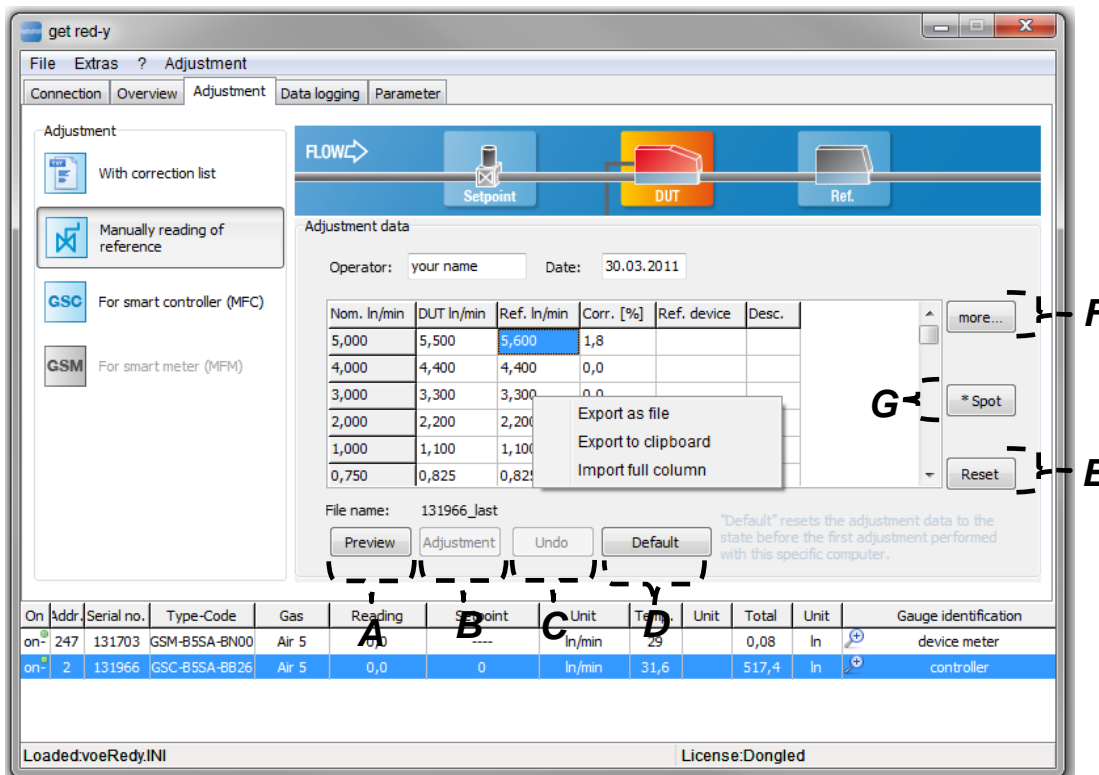 get red-y
File Extras ? Adjustment
Connection Overview Adjustment Data logging Parameter
Adjustment
With correction list
Manually reading of
reference
GSC For smart controller (MFC)
GSM For smart meter (MFM)
FLOW
Setpoint DUT Ref.
Adjustment data
Operator: your name Date: 30.03.2011
Nom. ln/min DUT ln/min Ref. ln/min Corr. [%] Ref. device Desc.
5,000 5,500 5,600 1,8
4,000 4,400 4,400 0,0
3,000 3,300 3,300 0,0
2,000 2,200 2,200
1,000 1,100 1,100
0,750 0,825 0,825
Export as file
Export to clipboard
Import full column
more...
F
G
* Spot
Reset
E
File name: 131966_last
Preview Adjustment Undo Default
"Default" resets the adjustment data to the
state before the first adjustment performed
with this specific computer.
A B C D
On Addr. Serial no. Type-Code Gas Reading Setpoint Unit Temp. Unit Total Unit Gauge identification
on- 247 131703 GSM-B5SA-BN00 Air 5 0,0 ---- ln/min 29 0,08 ln device meter
on- 2 131966 GSC-B5SA-BB26 Air 5 0,0 0 ln/min 31,6 517,4 ln controller
Loaded:voeRedy.INI License:Dongled